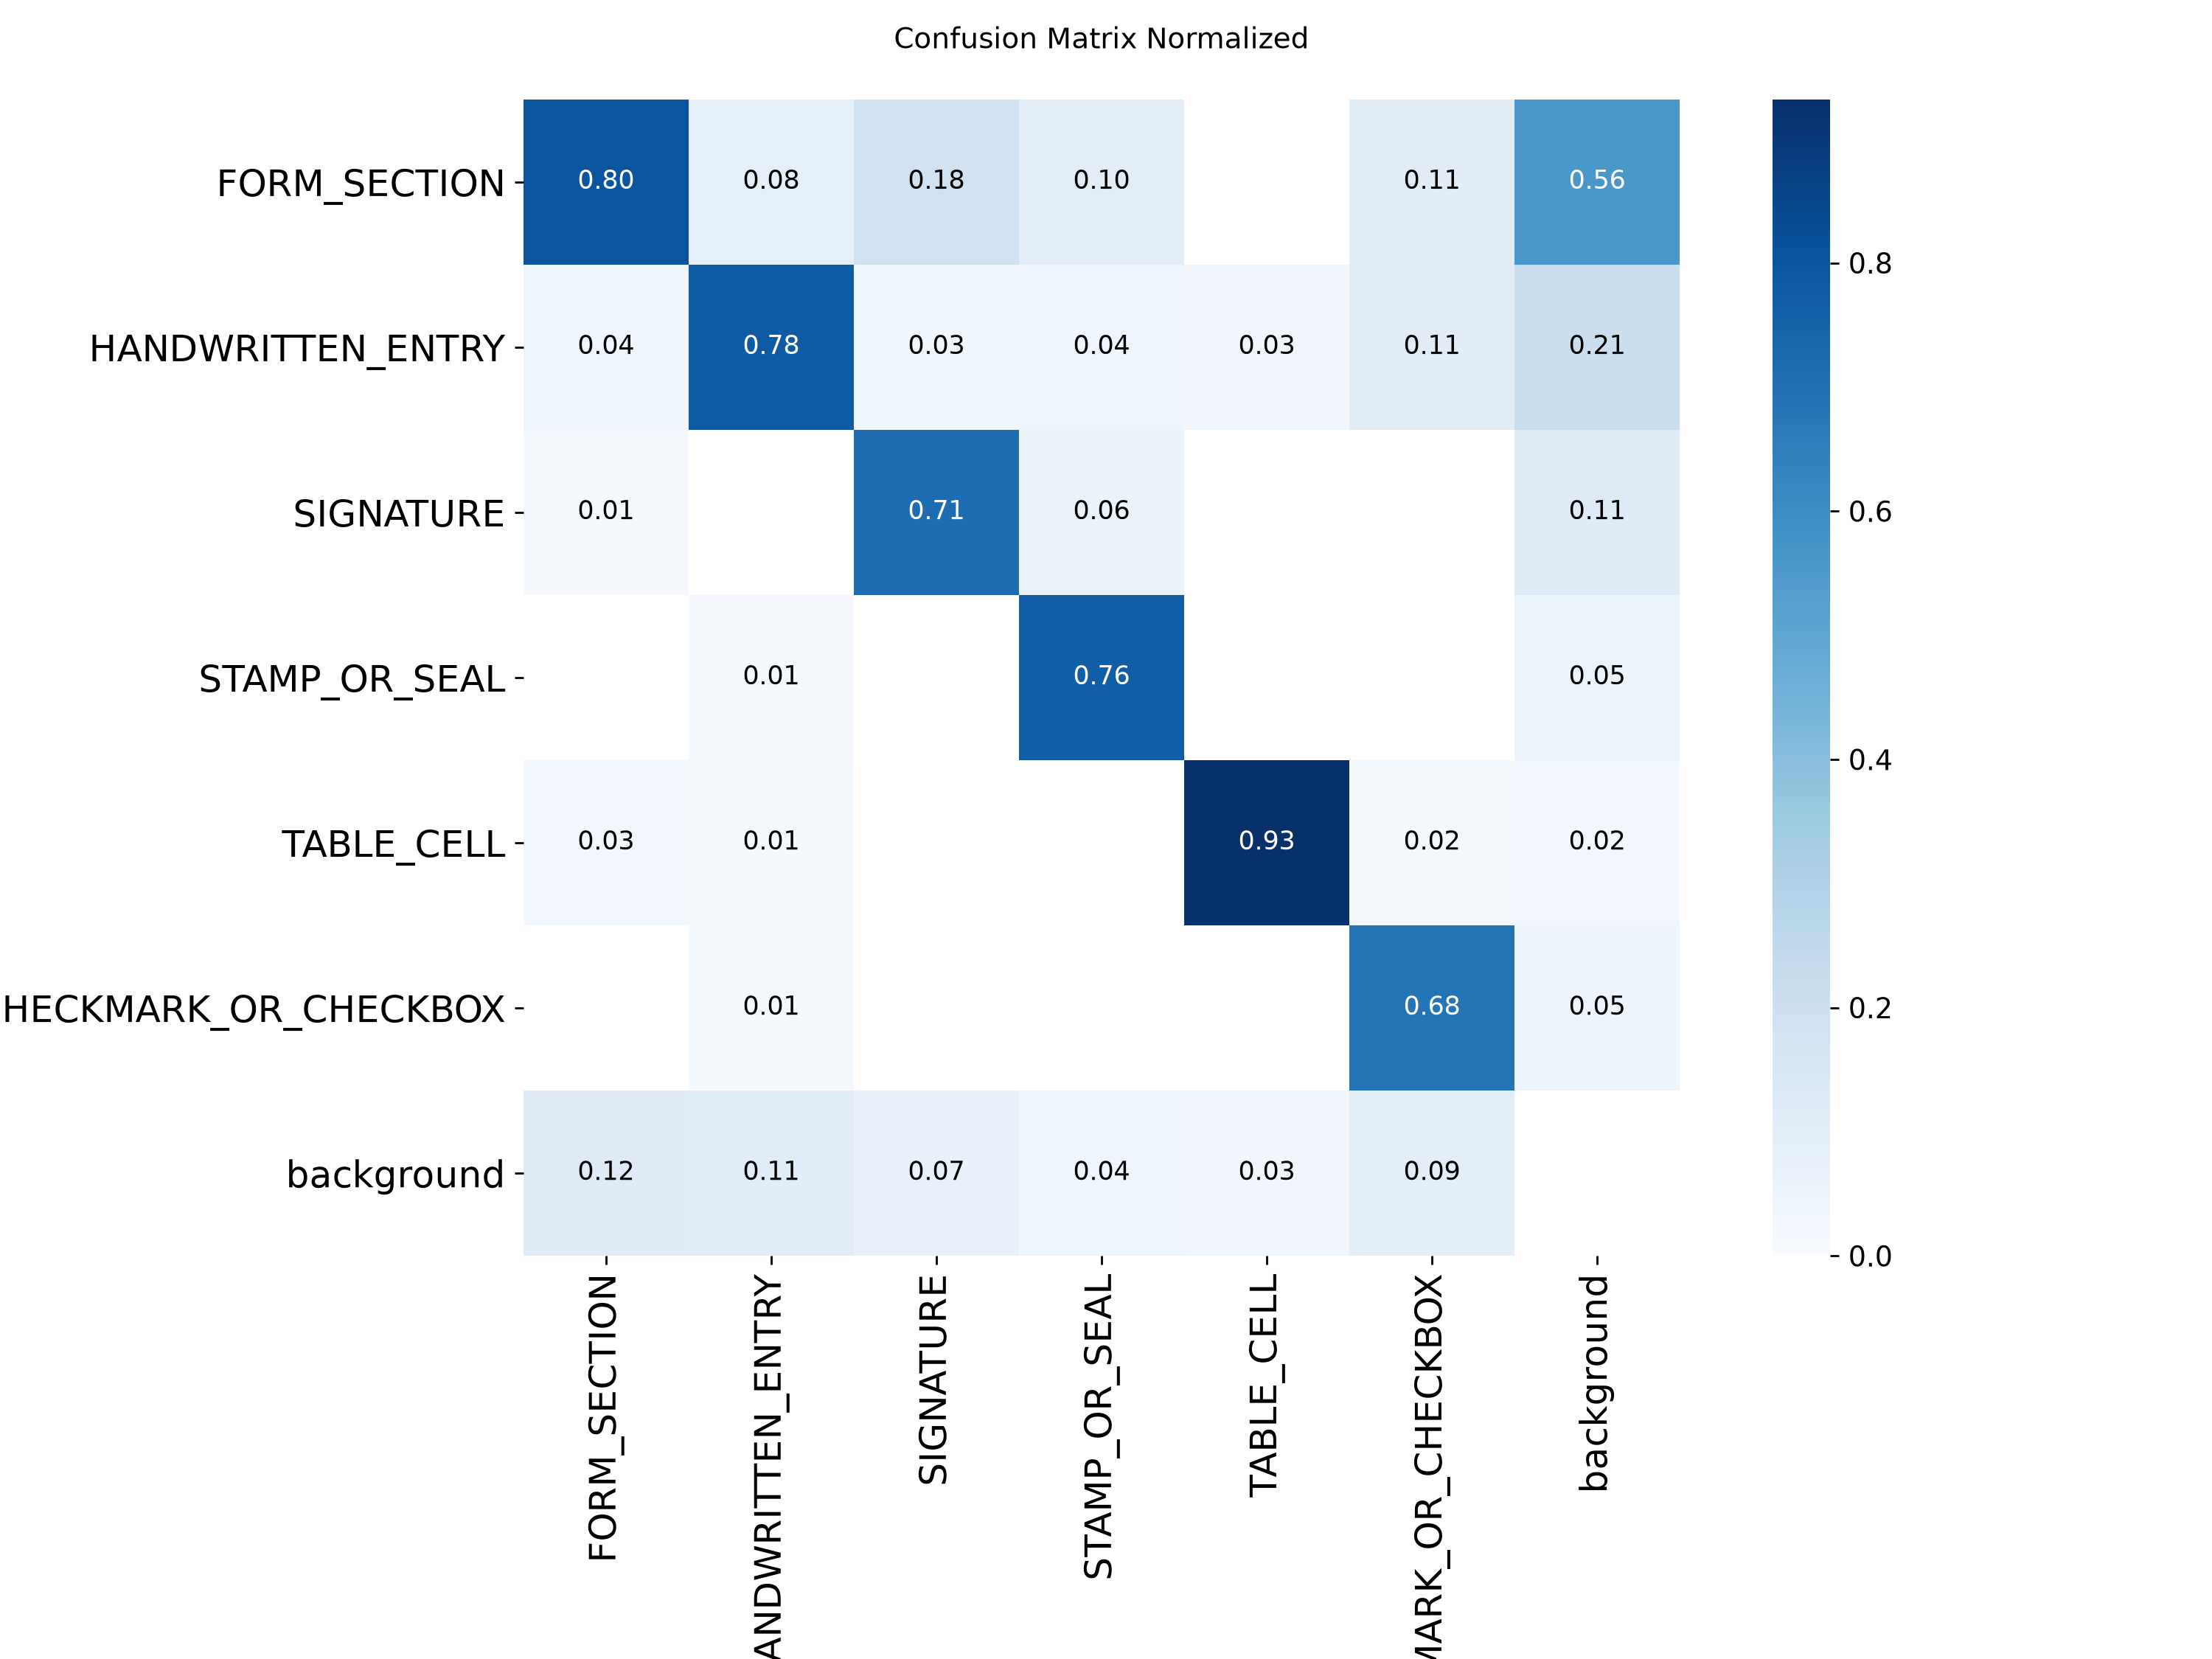 Confusion Matrix Normalized
FORM_SECTION 0.80 0.08 0.18 0.10 0.11 0.56
0.8
HANDWRITTEN_ENTRY 0.04 0.78 0.03 0.04 0.03 0.11 0.21
SIGNATURE 0.01 0.71 0.06 0.11
0.6
STAMP_OR_SEAL 0.01 0.76 0.05
0.4
TABLE_CELL 0.03 0.01 0.93 0.02 0.02
HECKMARK_OR_CHECKBOX 0.01 0.68 0.05
0.2
background 0.12 0.11 0.07 0.04 0.03 0.09
0.0
FORM_SECTION
ANDWRITTEN_ENTRY
SIGNATURE
STAMP_OR_SEAL
TABLE_CELL
MARK_OR_CHECKBOX
background